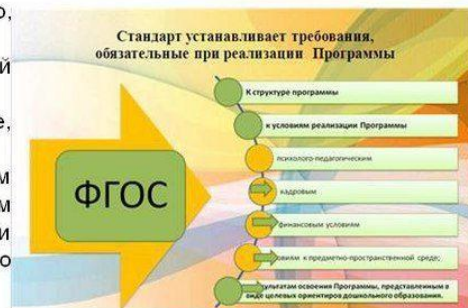 о,
й
е,
м
м
и
о
Стандарт устанавливает требования,
обязательные при реализации Программы
ФГОС
К структуре программы
к условиям реализации Программы
психолого-педагогическим
кадровым
финансовым условиям
к предметно-пространственной среде;
освоения Программы, представленным в
виде целевых ориентиров дошкольного образования.